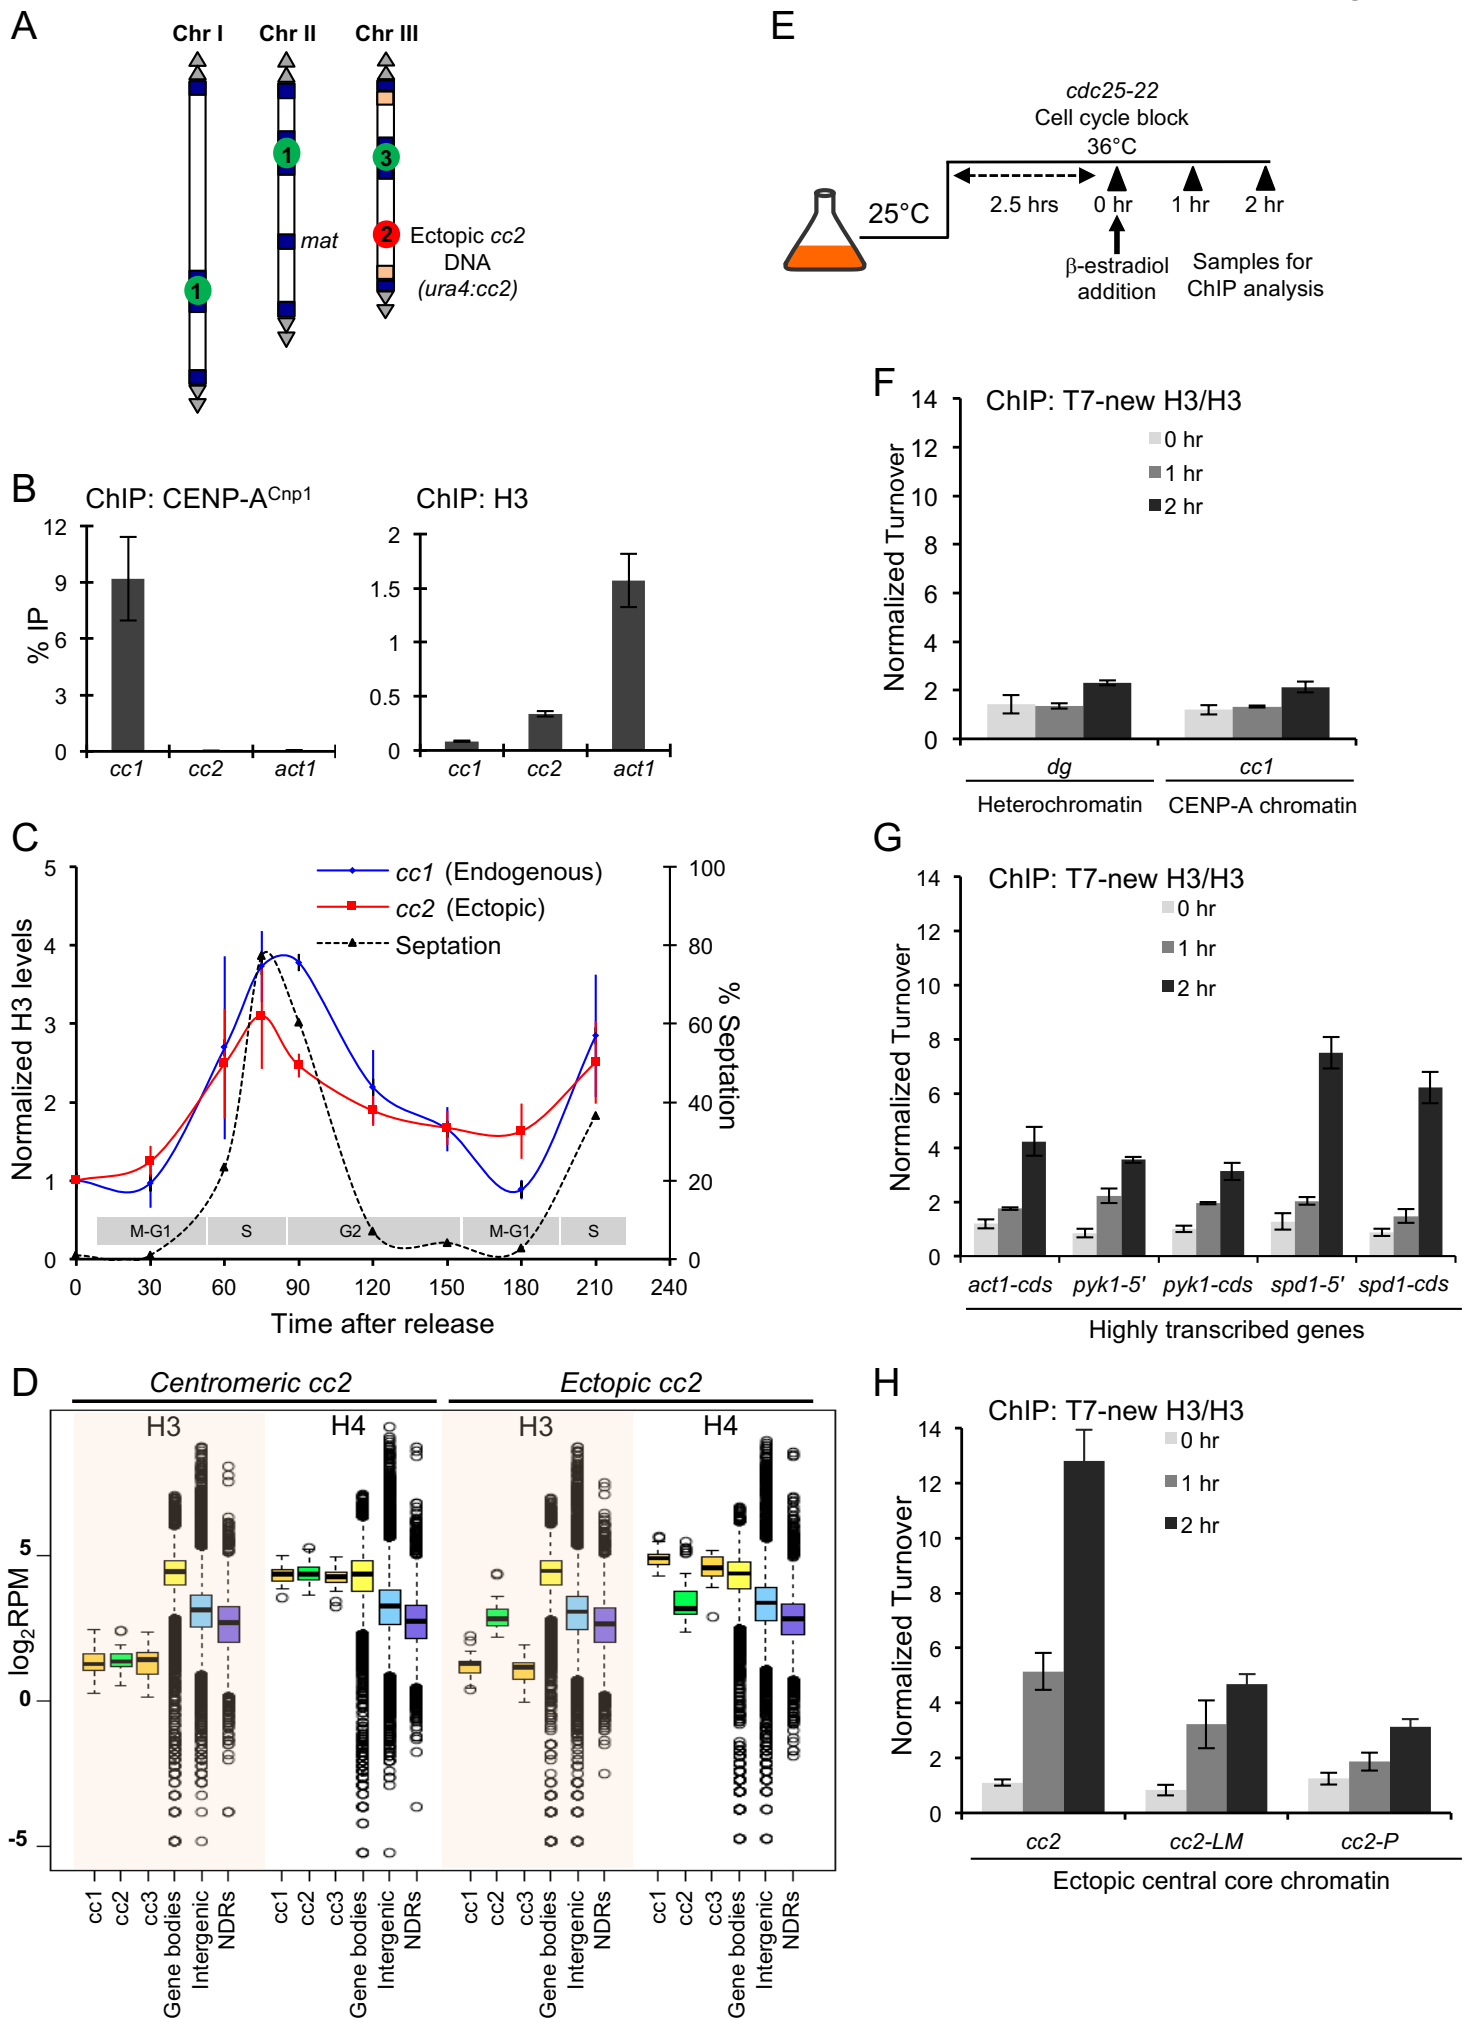 A
Chr I
Chr II
Chr III
1
1
3
2
mat
Ectopic cc2
DNA
(ura4:cc2)
B
ChIP: CENP-A^Cnp1
% IP
12
9
6
3
0
cc1
cc2
act1
ChIP: H3
2
1.5
1
0.5
0
cc1
cc2
act1
C
Normalized H3 levels
5
4
3
2
1
0
cc1 (Endogenous)
cc2 (Ectopic)
Septation
100
80
60
40
20
0
% Septation
M-G1
S
G2
M-G1
S
0
30
60
90
120
150
180
210
240
Time after release
D
Centromeric cc2
Ectopic cc2
H3
H4
H3
H4
log2RPM
5
0
-5
cc1
cc2
cc3
Gene bodies
Intergenic
NDRs
cc1
cc2
cc3
Gene bodies
Intergenic
NDRs
cc1
cc2
cc3
Gene bodies
Intergenic
NDRs
cc1
cc2
cc3
Gene bodies
Intergenic
NDRs
E
cdc25-22
Cell cycle block
36°C
25°C
2.5 hrs
0 hr
1 hr
2 hr
β-estradiol
addition
Samples for
ChIP analysis
F
ChIP: T7-new H3/H3
0 hr
1 hr
2 hr
Normalized Turnover
14
12
10
8
6
4
2
0
dg
cc1
Heterochromatin
CENP-A chromatin
G
ChIP: T7-new H3/H3
0 hr
1 hr
2 hr
Normalized Turnover
14
12
10
8
6
4
2
0
act1-cds
pyk1-5'
pyk1-cds
spd1-5'
spd1-cds
Highly transcribed genes
H
ChIP: T7-new H3/H3
0 hr
1 hr
2 hr
Normalized Turnover
14
12
10
8
6
4
2
0
cc2
cc2-LM
cc2-P
Ectopic central core chromatin